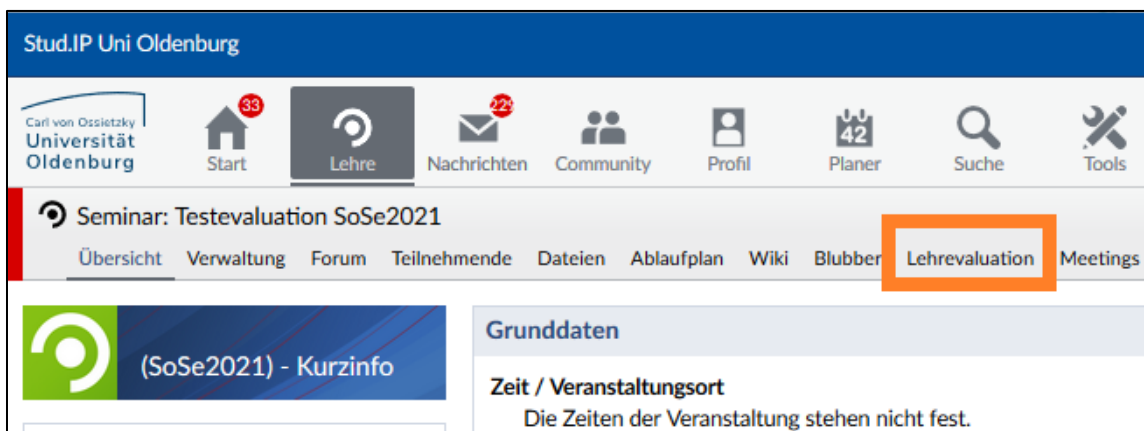 Stud.IP Uni Oldenburg
Carl von Ossietzky
Universität
Oldenburg
33
Start
Lehre
229
Nachrichten
Community
Profil
42
Planer
Suche
Tools
Seminar: Testevaluation SoSe2021
Übersicht Verwaltung Forum Teilnehmende Dateien Ablaufplan Wiki Blubber Lehrevaluation Meetings
(SoSe2021) - Kurzinfo
Grunddaten
Zeit / Veranstaltungsort
Die Zeiten der Veranstaltung stehen nicht fest.